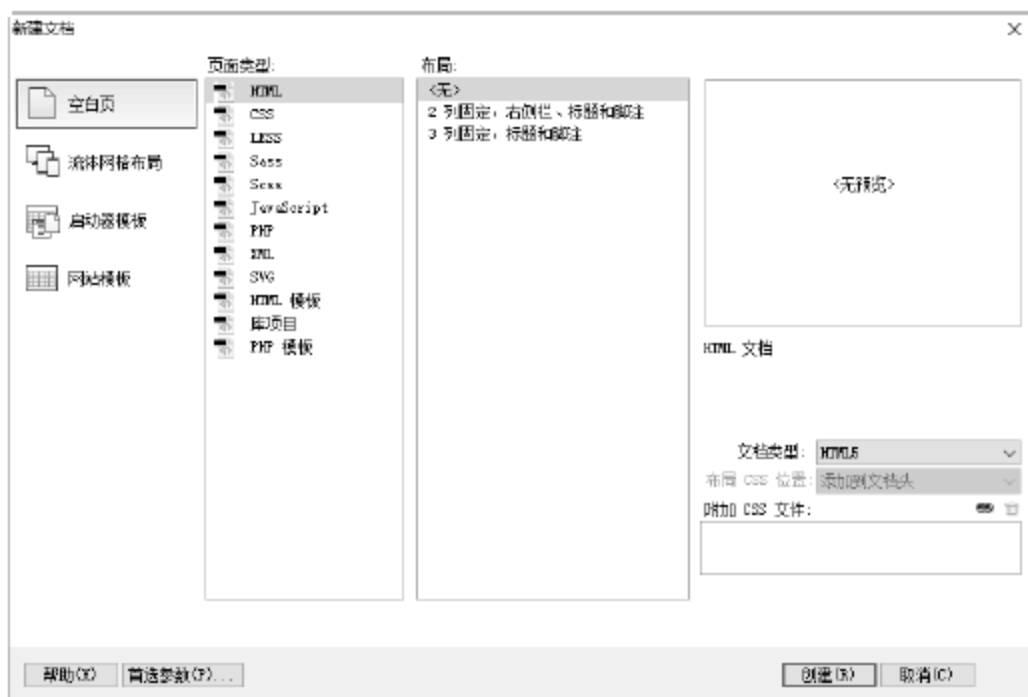 新建文档
空白页
流体网格布局
启动器模板
网站模板
页面类型:
HTML
CSS
LESS
Sass
Scss
JavaScript
PHP
XML
SVG
HTML 模板
库项目
PHP 模板
布局:
<无>
2 列固定，右侧栏、标题和脚注
3 列固定，标题和脚注
<无预览>
HTML 文档
文档类型: HTML5
布局 CSS 位置: 添加到文档头
附加 CSS 文件:
帮助(H) 首选参数(P)... 创建(R) 取消(C)